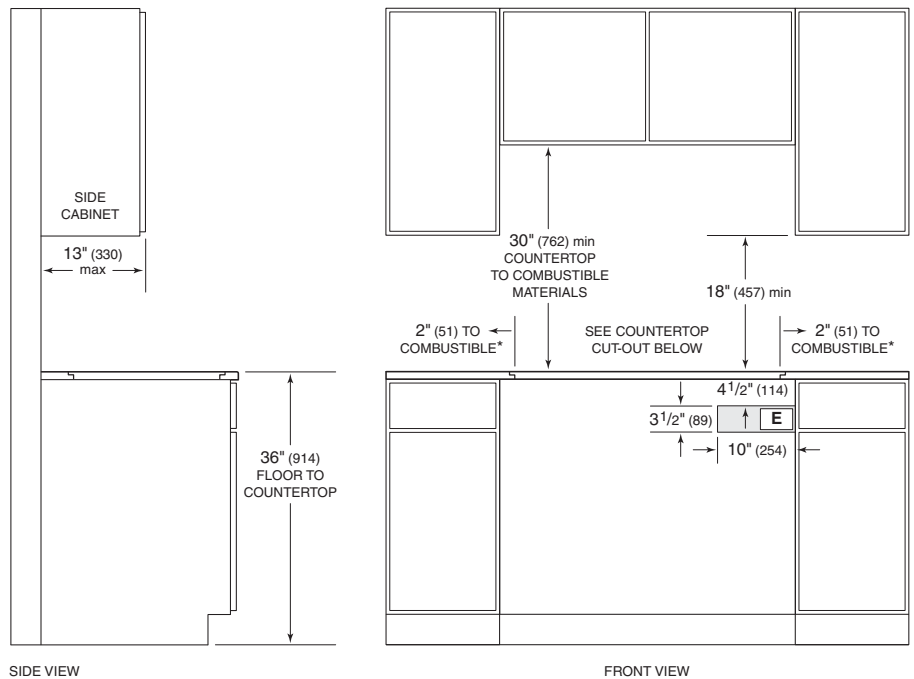 SIDE
CABINET
13" (330)
max
36" (914)
FLOOR TO
COUNTERTOP
SIDE VIEW
30" (762) min
COUNTERTOP
TO COMBUSTIBLE
MATERIALS
18" (457) min
2" (51) TO
COMBUSTIBLE*
SEE COUNTERTOP
CUT-OUT BELOW
2" (51) TO
COMBUSTIBLE*
4 1/2" (114)
3 1/2" (89)
E
10" (254)
FRONT VIEW